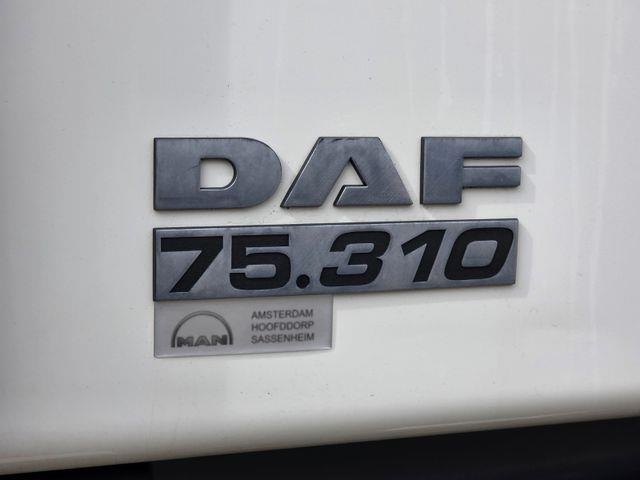 DAF
75.310
MAN
AMSTERDAM
HOOFDDORP
SASSENHEIM